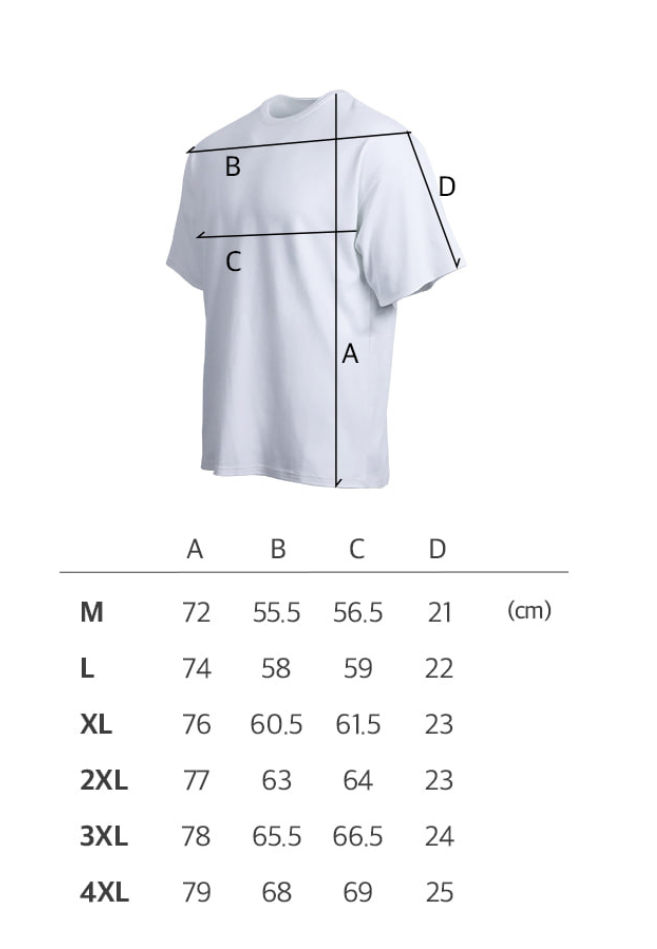 B
D
C
A
A B C D
M 72 55.5 56.5 21 (cm)
L 74 58 59 22
XL 76 60.5 61.5 23
2XL 77 63 64 23
3XL 78 65.5 66.5 24
4XL 79 68 69 25